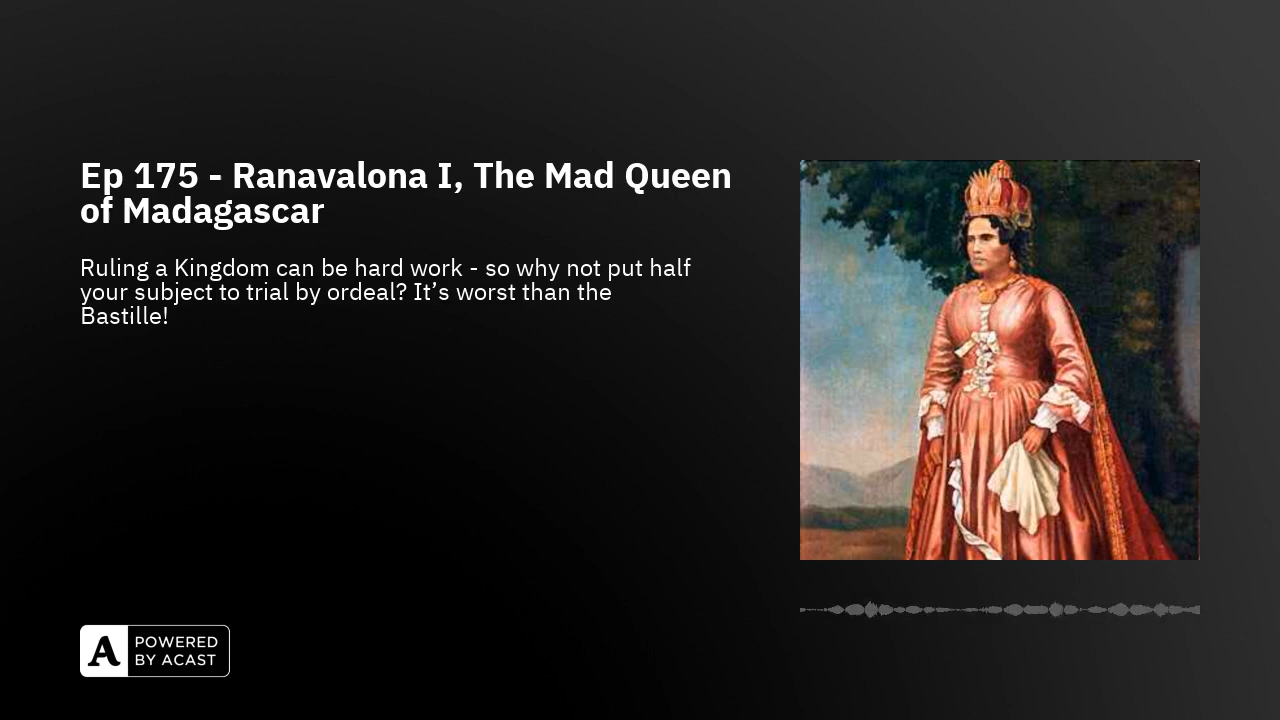 Ep 175 - Ranavalona I, The Mad Queen
of Madagascar
Ruling a Kingdom can be hard work - so why not put half
your subject to trial by ordeal? It’s worst than the
Bastille!
A
POWERED
BY ACAST